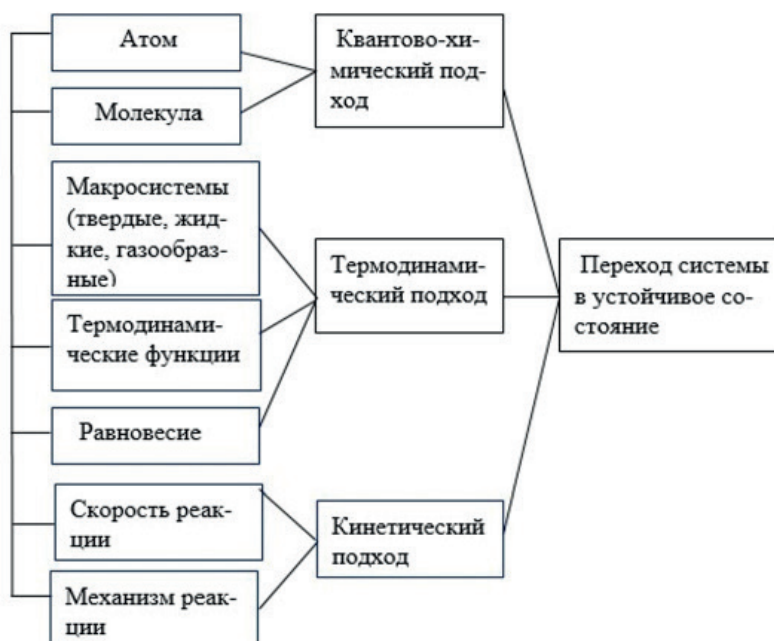 Атом
Молекула
Макросистемы
(твердые, жид-
кие, газообраз-
ные)
Термодинами-
ческие функции
Равновесие
Скорость реак-
ции
Механизм реак-
ции
Квантово-хи-
мический под-
ход
Термодинами-
ческий подход
Кинетический
подход
Переход системы
в устойчивое со-
стояние